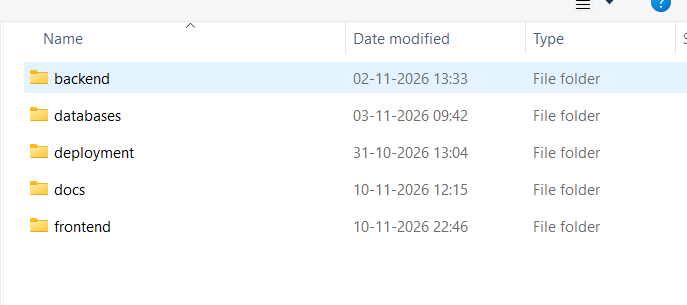 Name Date modified Type
backend 02-11-2026 13:33 File folder
databases 03-11-2026 09:42 File folder
deployment 31-10-2026 13:04 File folder
docs 10-11-2026 12:15 File folder
frontend 10-11-2026 22:46 File folder